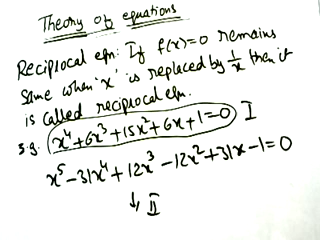 Theory of equations
Reciprocal eqn: If f(x)=0 remains
same when 'x' is replaced by 1/x then it
is called reciprocal eqn.
e.g. x⁴+6x³+15x²+6x+1=0 I
x⁵-31x⁴+12x³-12x²+31x-1=0
↓ II